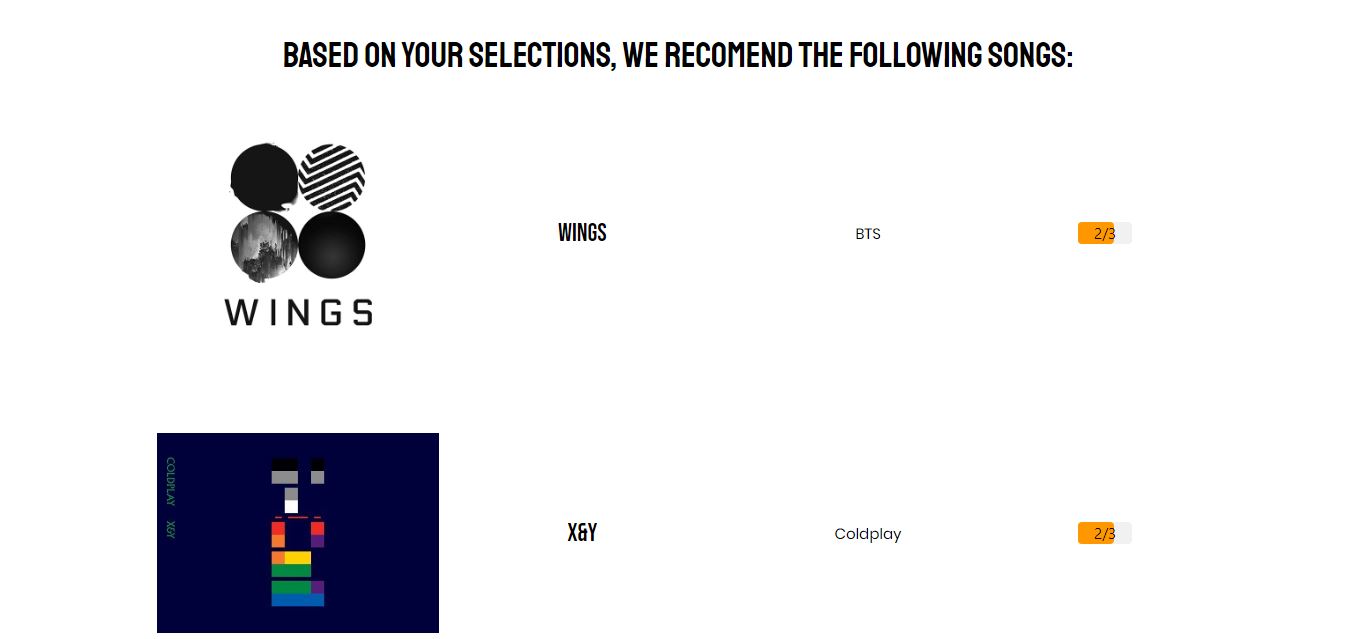 BASED ON YOUR SELECTIONS, WE RECOMEND THE FOLLOWING SONGS:
WINGS
WINGS
BTS
2/3
COLDPLAY X&Y
X&Y
Coldplay
2/3